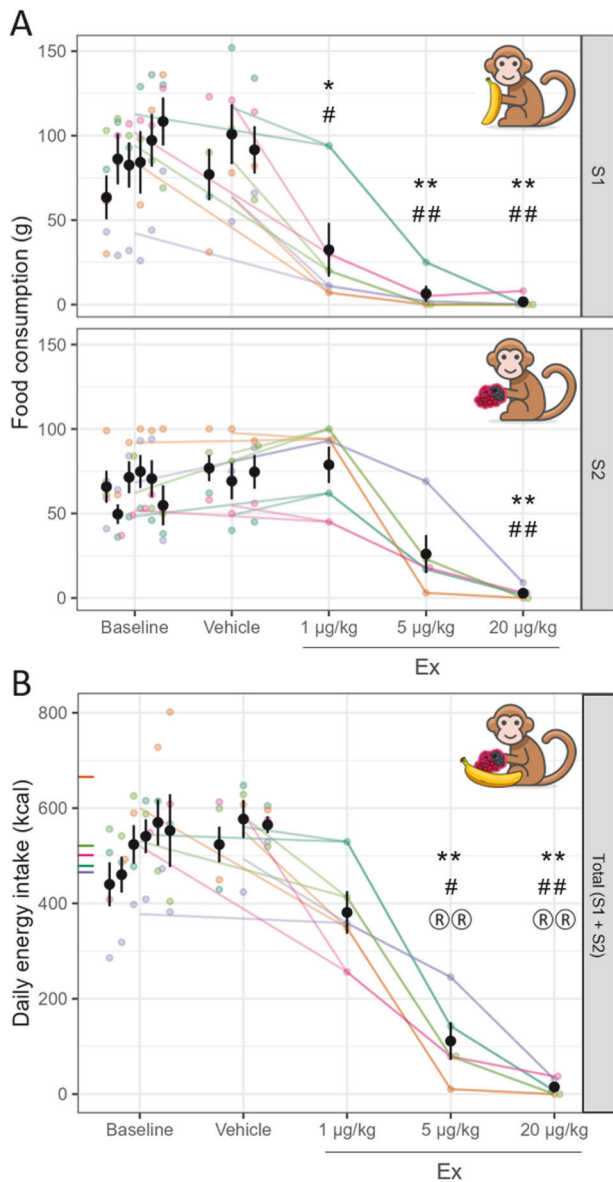 A
150
100
50
0
*
#
**
##
**
##
S1
Food consumption (g)
150
100
50
0
**
##
S2
Baseline
Vehicle
1 µg/kg
5 µg/kg
20 µg/kg
Ex
B
800
600
400
200
0
Daily energy intake (kcal)
**
#
ⓇⓇ
**
##
ⓇⓇ
Total (S1 + S2)
Baseline
Vehicle
1 µg/kg
5 µg/kg
20 µg/kg
Ex